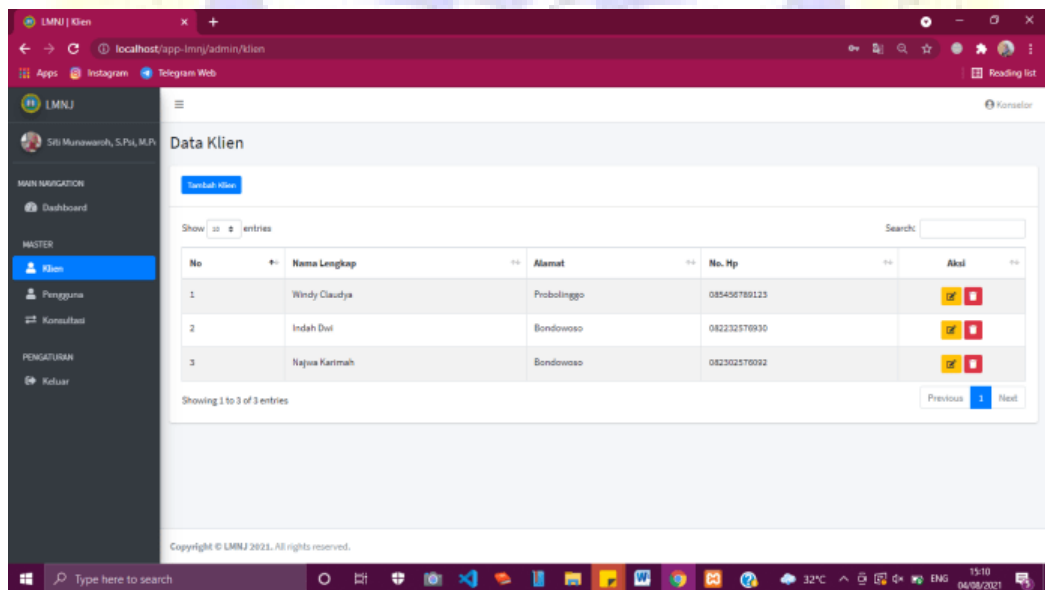 LMNJ | Klien
localhost/app-lmnj/admin/klien
Apps Instagram Telegram Web Reading list
LMNJ Konselor
Siti Munawaroh, S.Psi, M.Ps
Data Klien
MAIN NAVIGATION
Tambah Klien
Dashboard
Show 10 entries Search:
MASTER
Klien
Pengguna
Konsultasi
PENGATURAN
Keluar
No Nama Lengkap Alamat No. Hp Aksi
1 Windy Claudya Probolinggo 085456789123
2 Indah Dwi Bondowoso 082232576930
3 Najwa Karimah Bondowoso 082302576092
Showing 1 to 3 of 3 entries Previous 1 Next
Copyright © LMNJ 2021. All rights reserved.
Type here to search 32°C ENG 15:10
04/08/2021